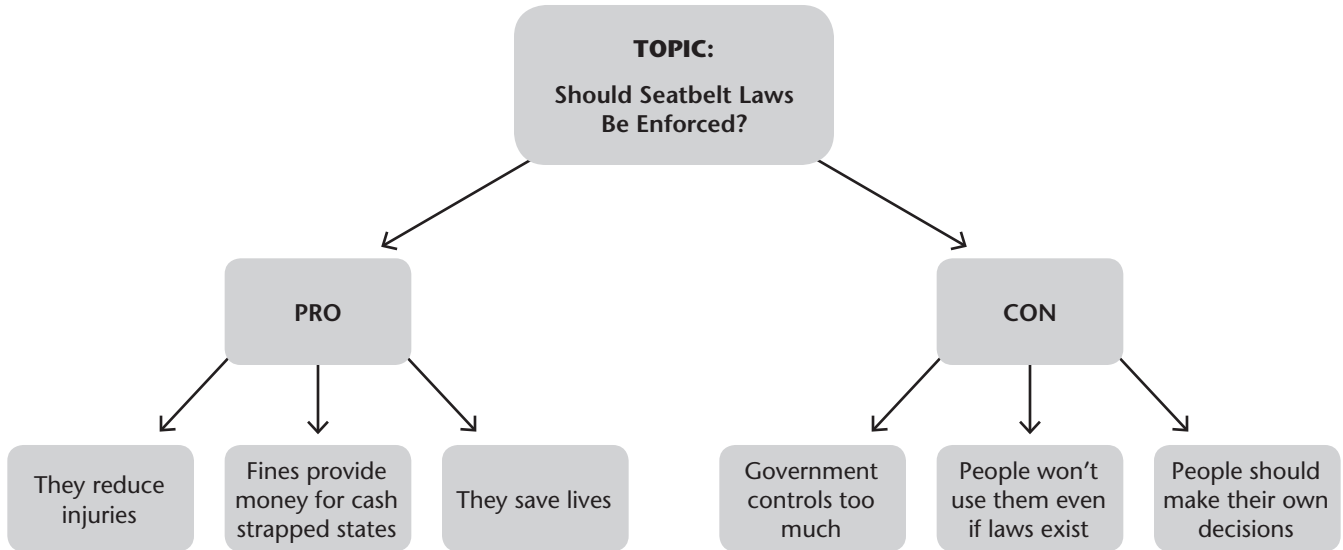 TOPIC:
Should Seatbelt Laws
Be Enforced?
PRO
CON
They reduce
injuries
Fines provide
money for cash
strapped states
They save lives
Government
controls too
much
People won’t
use them even
if laws exist
People should
make their own
decisions